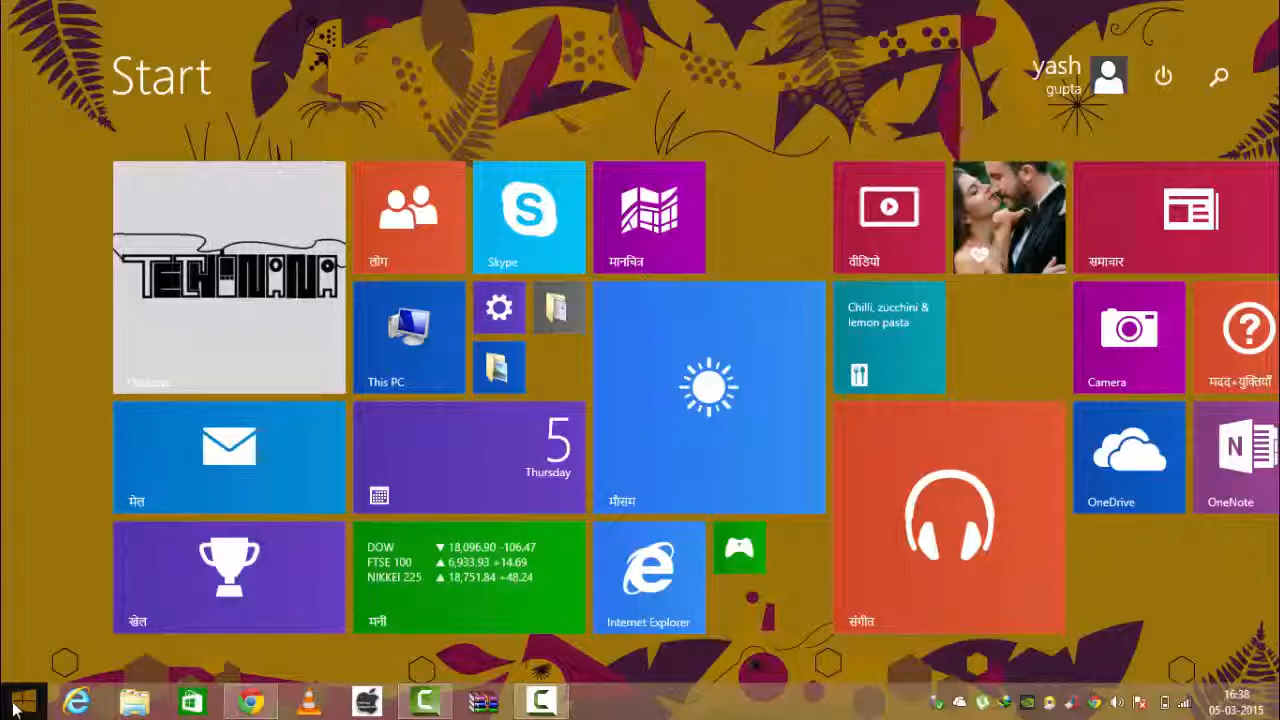 Start
yash
gupta
TECHNONANA
लोग
Skype
मानचित्र
वीडियो
समाचार
This PC
Chilli, zucchini &
lemon pasta
Camera
मदद+युक्तियाँ
मेल
5
Thursday
मौसम
OneDrive
N
OneNote
खेल
DOW ▼ 18,096.90 -106.47
FTSE 100 ▲ 6,933.93 +14.69
NIKKEI 225 ▲ 18,751.84 +48.24
मनी
Internet Explorer
संगीत
16:38
05-03-2015